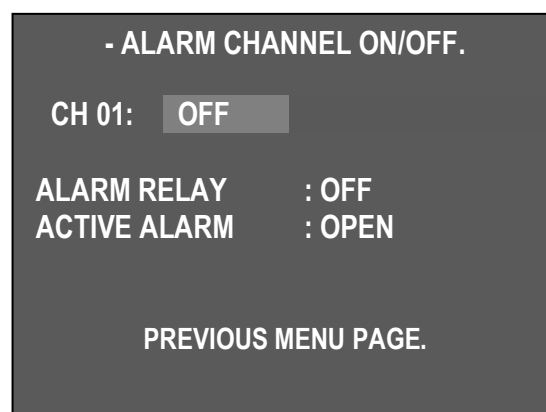 - ALARM CHANNEL ON/OFF.
CH 01: OFF
ALARM RELAY : OFF
ACTIVE ALARM : OPEN
PREVIOUS MENU PAGE.